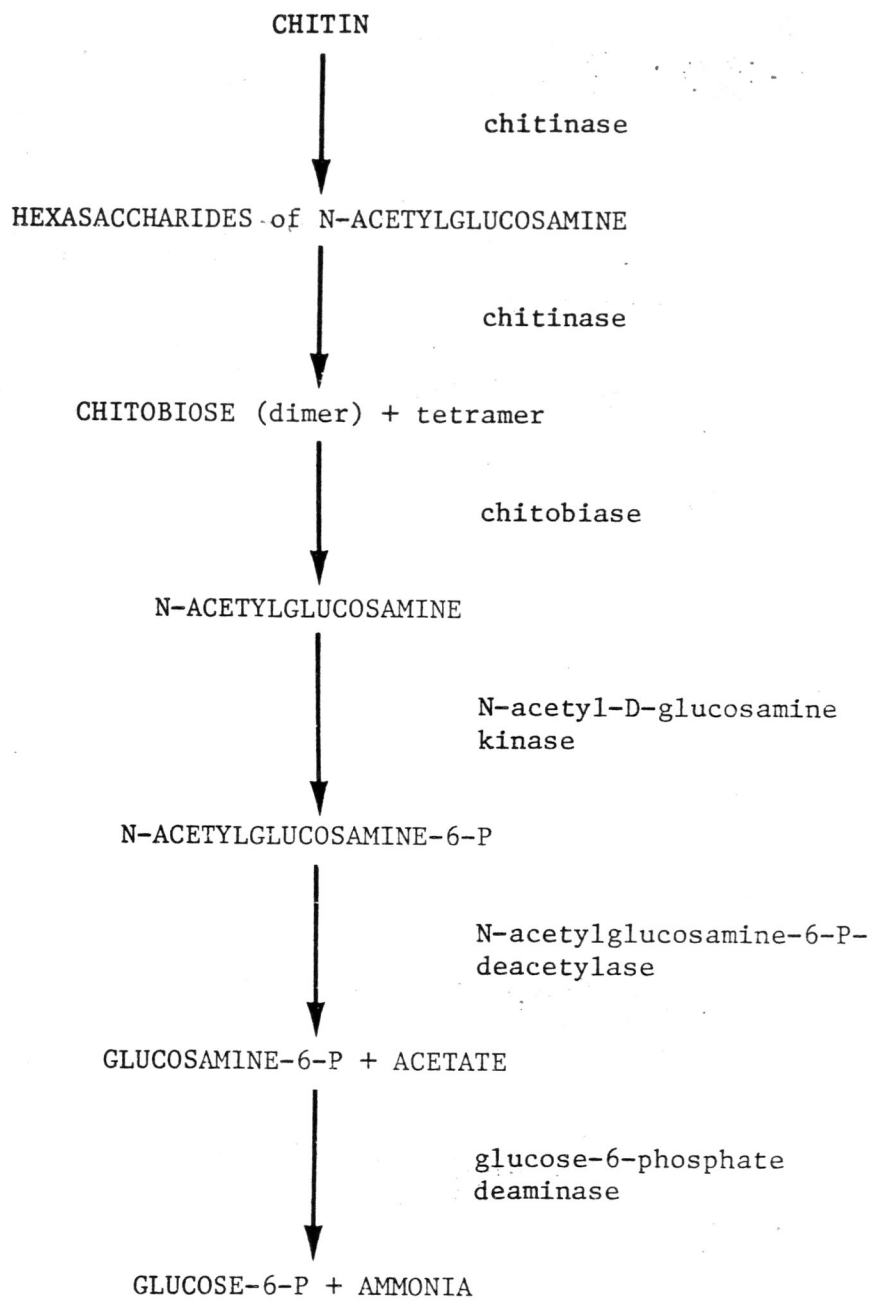 CHITIN
chitinase
HEXASACCHARIDES of N-ACETYLGLUCOSAMINE
chitinase
CHITOBIOSE (dimer) + tetramer
chitobiase
N-ACETYLGLUCOSAMINE
N-acetyl-D-glucosamine
kinase
N-ACETYLGLUCOSAMINE-6-P
N-acetylglucosamine-6-P-
deacetylase
GLUCOSAMINE-6-P + ACETATE
glucose-6-phosphate
deaminase
GLUCOSE-6-P + AMMONIA